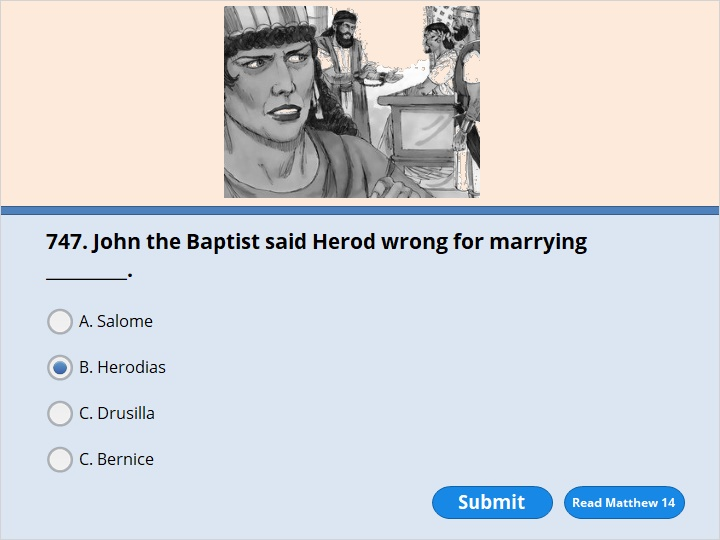 747. John the Baptist said Herod wrong for marrying
________.
A. Salome
B. Herodias
C. Drusilla
C. Bernice
Submit
Read Matthew 14